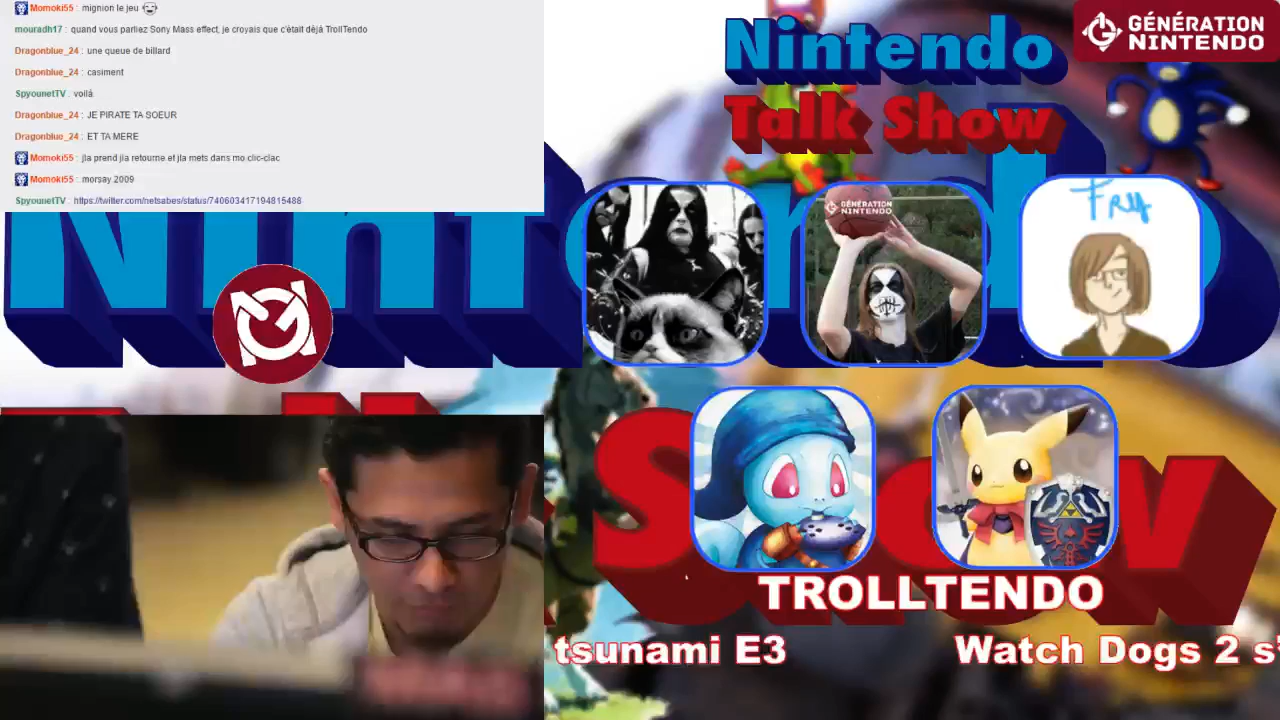 Momoki55 : mignion le jeu
mouradh17 : quand vous parliez Sony Mass effect, je croyais que c'était déjà TrollTendo
Dragonblue_24 : une queue de billard
Dragonblue_24 : casiment
SpyounetTV : voilà
Dragonblue_24 : JE PIRATE TA SOEUR
Dragonblue_24 : ET TA MERE
Momoki55 : jla prend jla retourne et jla mets dans mo clic-clac
Momoki55 : morsay 2009
SpyounetTV : https://twitter.com/netsabes/status/740603417194815488
Nintendo
Talk Show
GÉNÉRATION
NINTENDO
GÉNÉRATION
NINTENDO
Fry
TROLLTENDO
tsunami E3
Watch Dogs 2